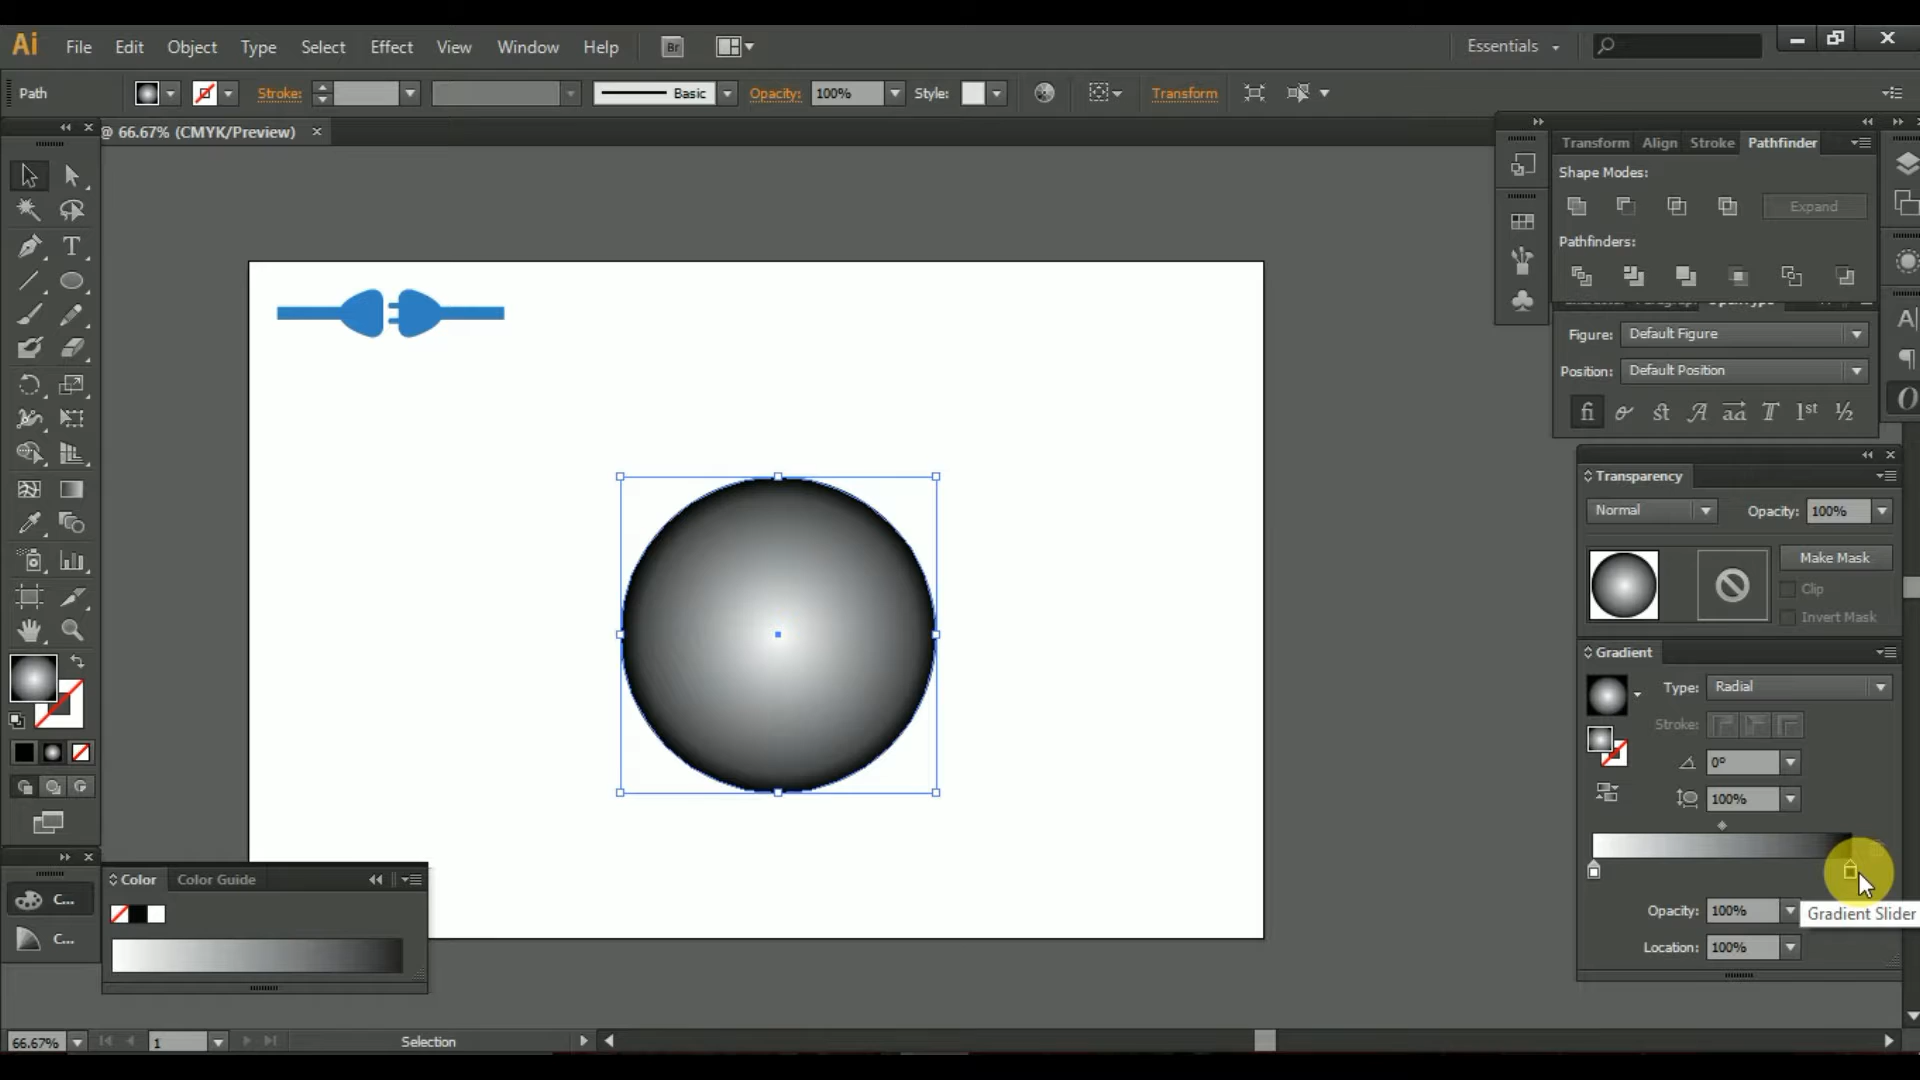 Ai File Edit Object Type Select Effect View Window Help Br Essentials
Path Stroke: Basic Opacity: 100% Style: Transform
@ 66.67% (CMYK/Preview)
Transform Align Stroke Pathfinder
Shape Modes:
Expand
Pathfinders:
Figure: Default Figure
Position: Default Position
Transparency
Normal Opacity: 100%
Make Mask
Clip
Invert Mask
Gradient
Type: Radial
Stroke:
0°
100%
Opacity: 100%
Gradient Slider
Location: 100%
Color Color Guide
C...
C...
66.67% 1 Selection